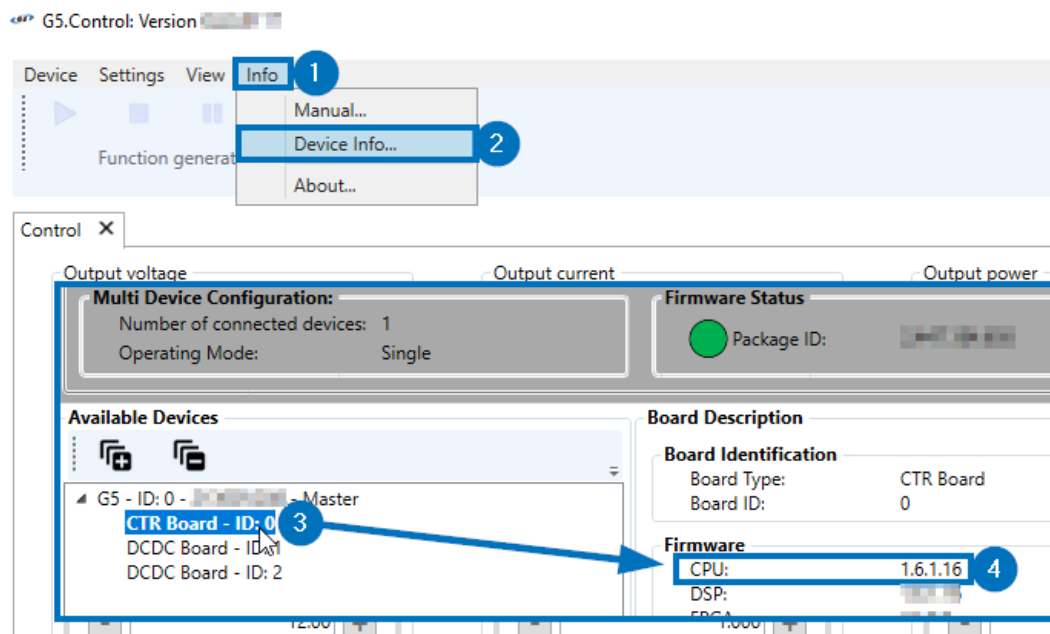 G5.Control: Version
Device Settings View Info 1
Manual...
Device Info... 2
Function generat
About...
Control ✕
Output voltage Output current Output power
Multi Device Configuration: Firmware Status
Number of connected devices: 1
Package ID:
Operating Mode: Single
Available Devices Board Description
Board Identification
Board Type: CTR Board
G5 - ID: 0 - - Master
Board ID: 0
CTR Board - ID: 0 3
DCDC Board - ID: 1
Firmware
DCDC Board - ID: 2
CPU: 1.6.1.16 4
DSP:
FPGA
12.00 + - 1.000 + -